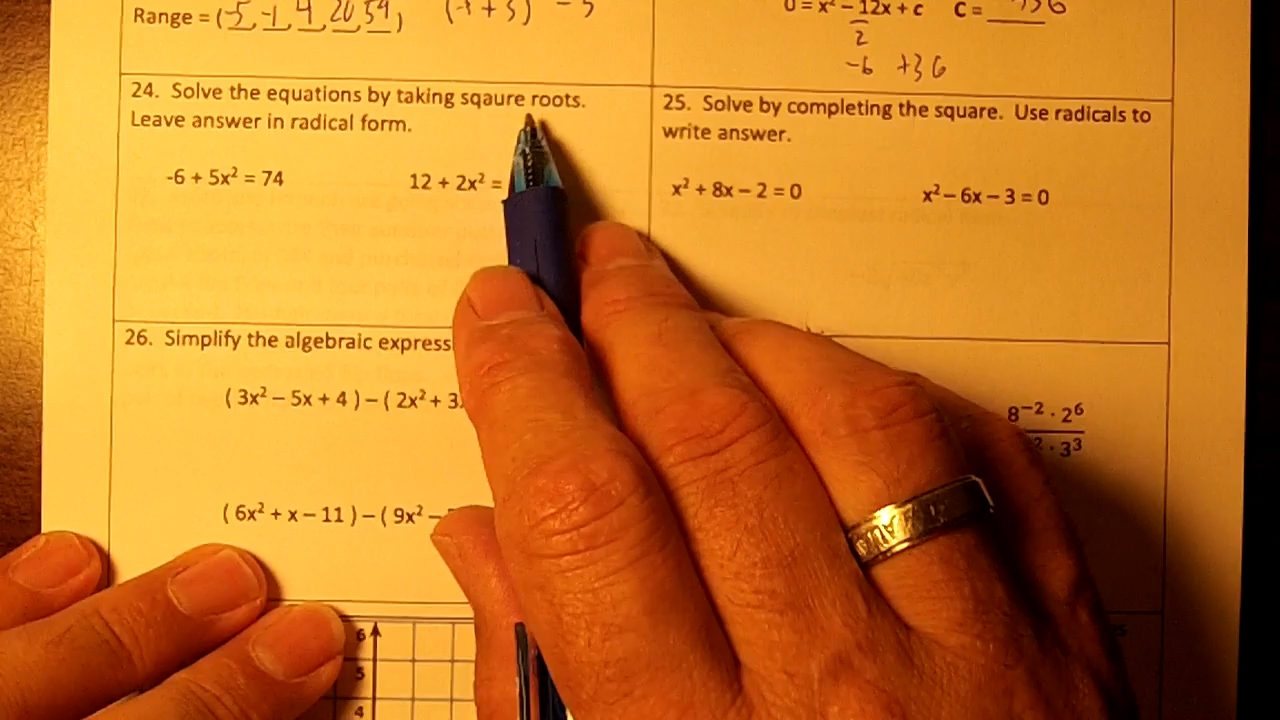 Range = (-5, -1, 4, 20, 59)
0 = x² – 12x + c C =
2
-6 +36
24. Solve the equations by taking sqaure roots.
Leave answer in radical form.
-6 + 5x² = 74 12 + 2x² =
25. Solve by completing the square. Use radicals to
write answer.
x² + 8x – 2 = 0 x² – 6x – 3 = 0
26. Simplify the algebraic express
( 3x² – 5x + 4 ) – ( 2x² + 3
8⁻² · 2⁶
² · 3³
( 6x² + x – 11 ) – ( 9x² –
6
5
4